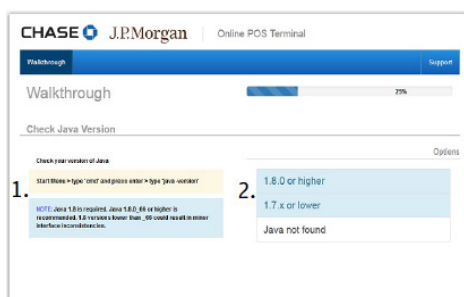 CHASE J.P.Morgan Online POS Terminal
Walkthrough Support
Walkthrough 25%
Check Java Version
Options
Check your version of Java
1. Start Menu > type 'cmd' and press enter > type 'java -version'
NOTE: Java 1.8 is required. Java 1.8.0_66 or higher is
recommended. 1.8 versions lower than _66 could result in minor
interface inconsistencies.
2. 1.8.0 or higher
1.7.x or lower
Java not found